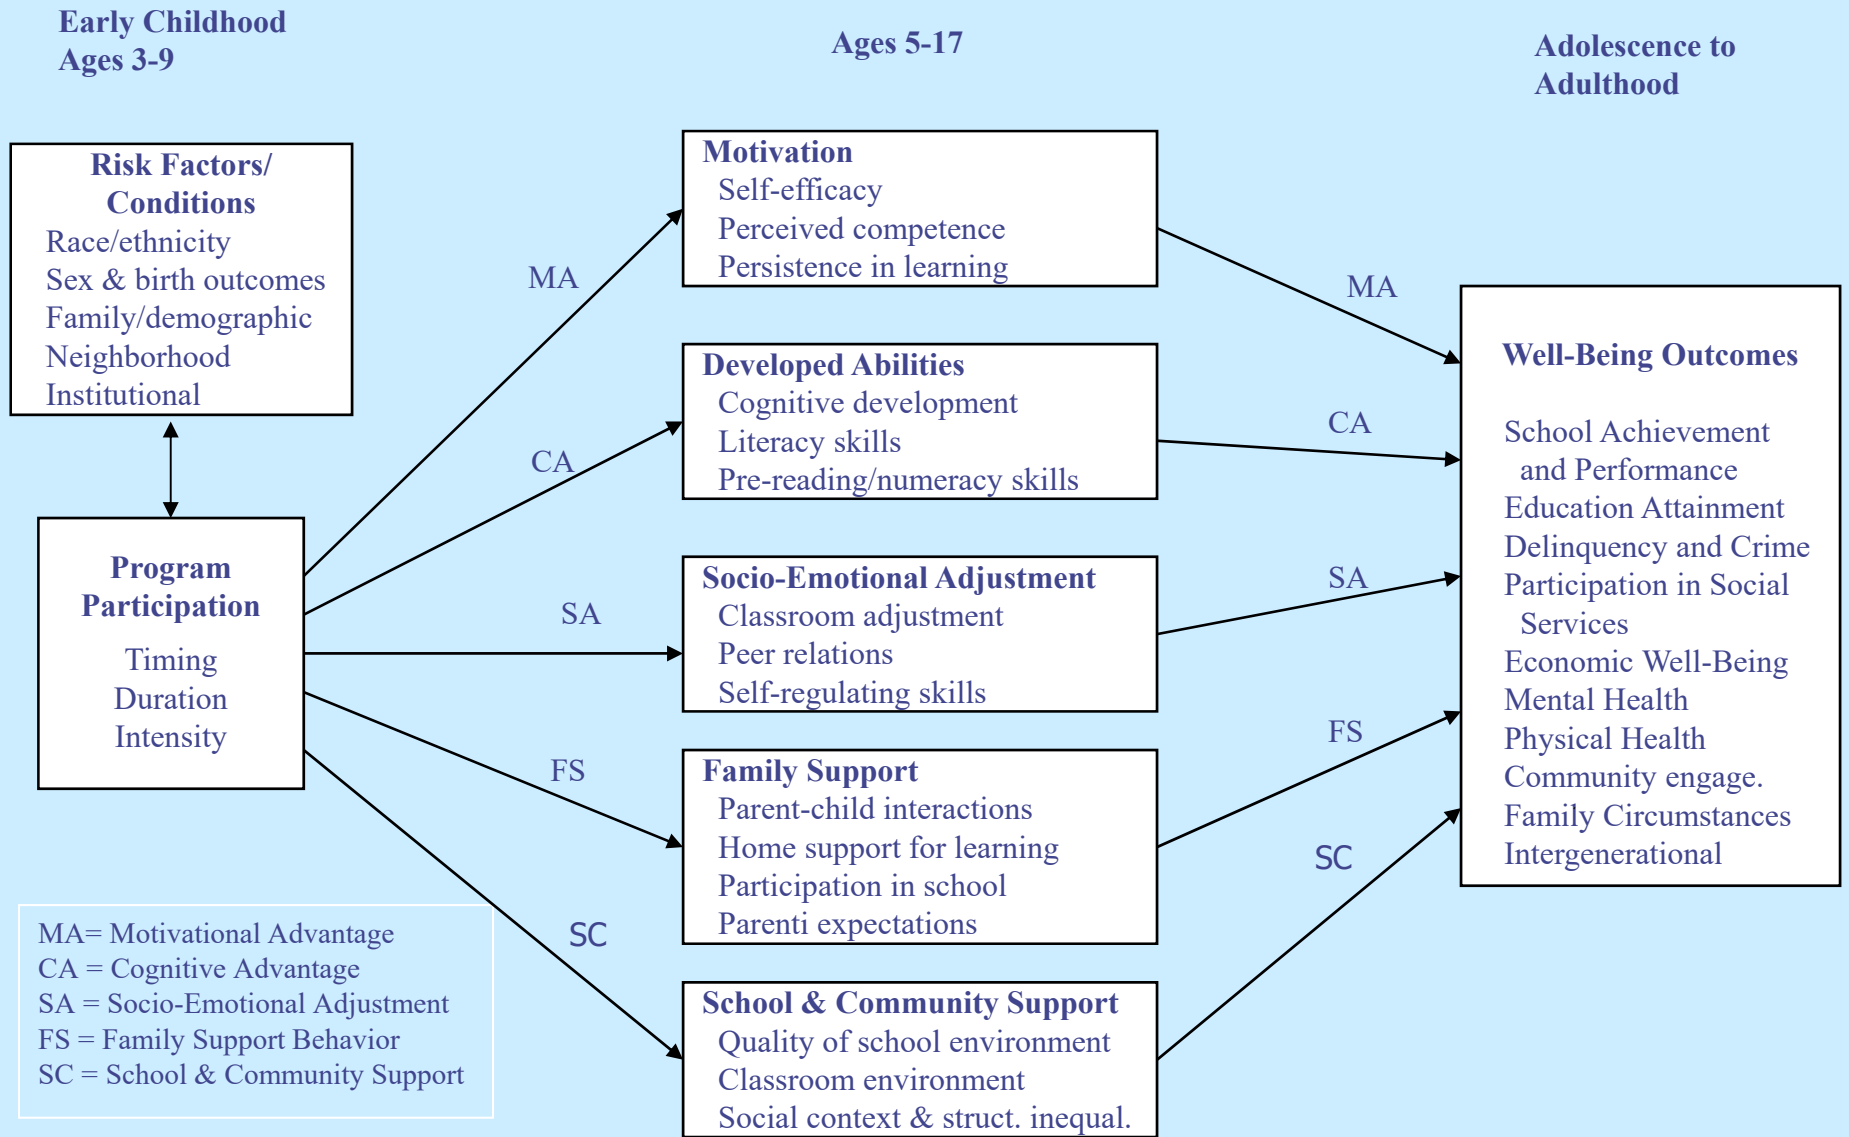 Early Childhood
Ages 3-9
Ages 5-17
Adolescence to
Adulthood
Risk Factors/
Conditions
Race/ethnicity
Sex & birth outcomes
Family/demographic
Neighborhood
Institutional
Program
Participation
Timing
Duration
Intensity
MA
CA
SA
FS
SC
Motivation
Self-efficacy
Perceived competence
Persistence in learning
Developed Abilities
Cognitive development
Literacy skills
Pre-reading/numeracy skills
Socio-Emotional Adjustment
Classroom adjustment
Peer relations
Self-regulating skills
Family Support
Parent-child interactions
Home support for learning
Participation in school
Parenti expectations
School & Community Support
Quality of school environment
Classroom environment
Social context & struct. inequal.
MA
CA
SA
FS
SC
Well-Being Outcomes
School Achievement
and Performance
Education Attainment
Delinquency and Crime
Participation in Social
Services
Economic Well-Being
Mental Health
Physical Health
Community engage.
Family Circumstances
Intergenerational
MA= Motivational Advantage
CA = Cognitive Advantage
SA = Socio-Emotional Adjustment
FS = Family Support Behavior
SC = School & Community Support